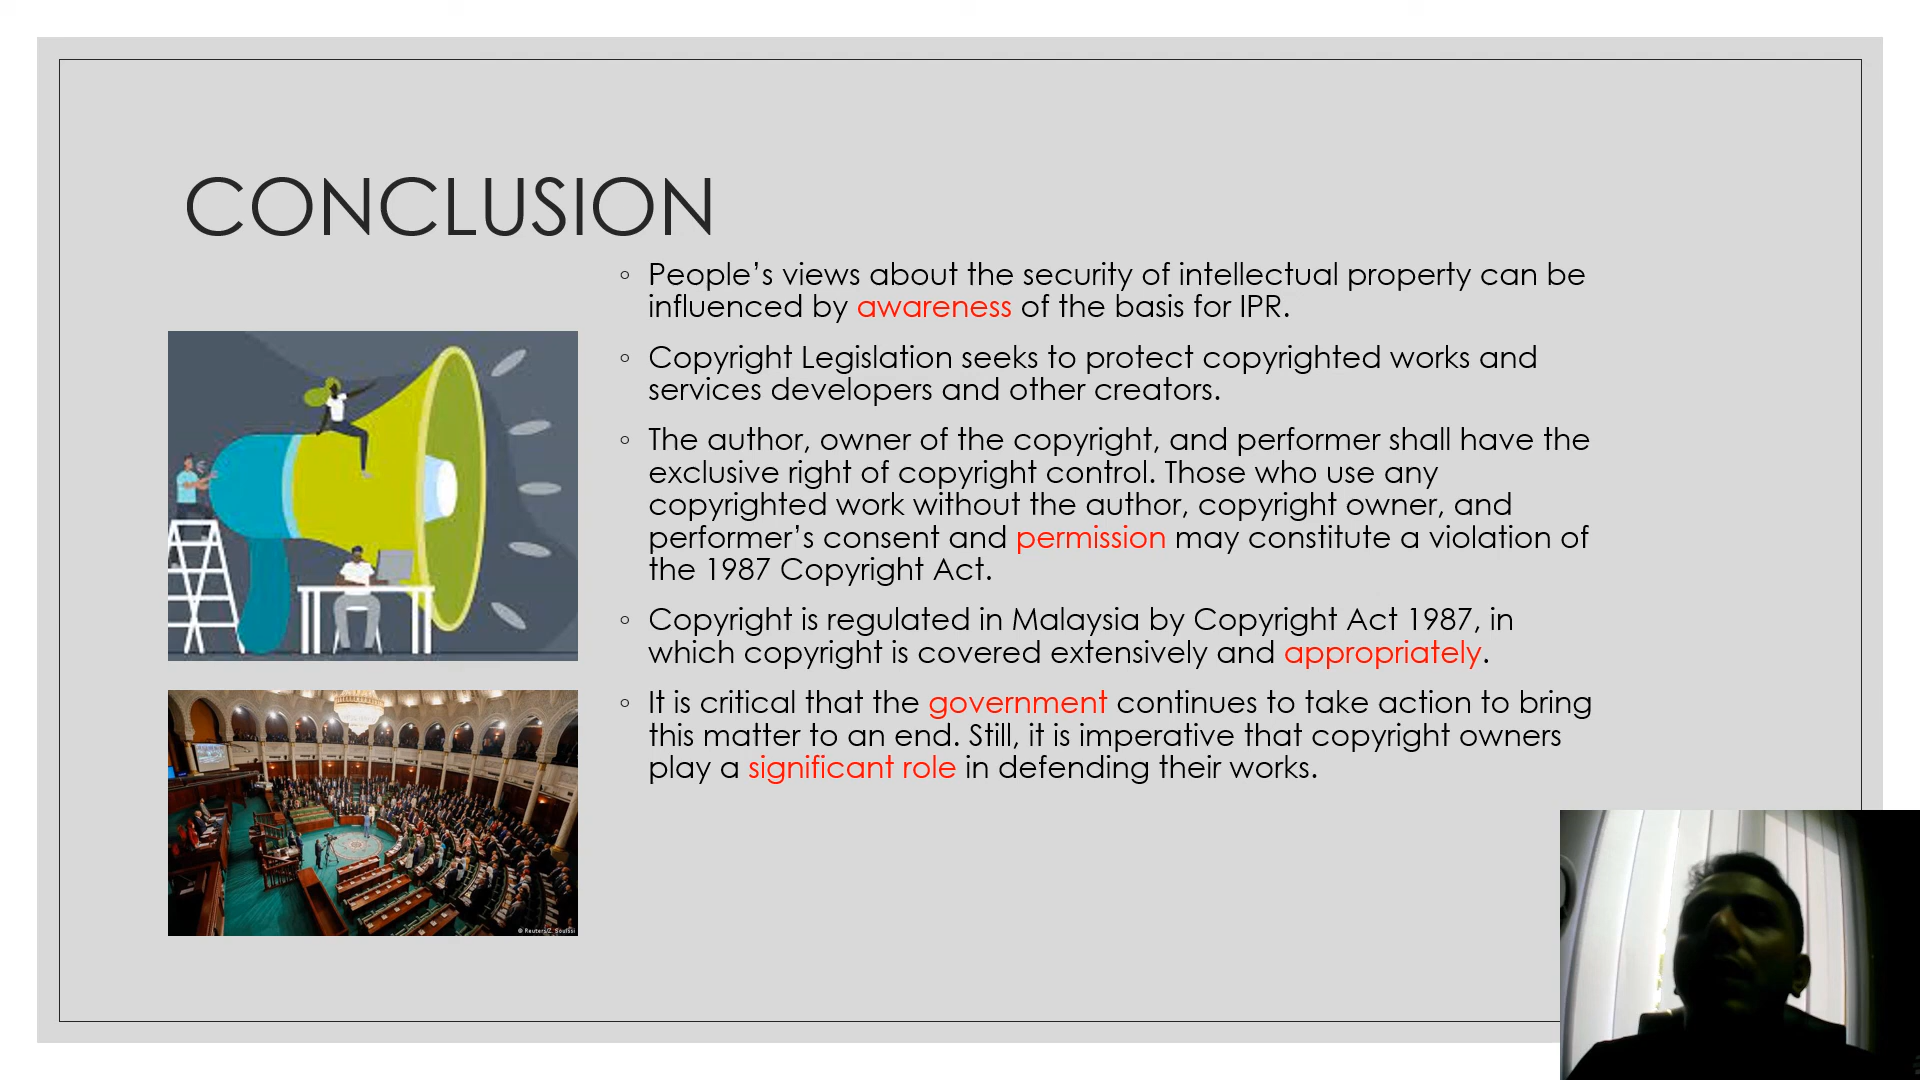 CONCLUSION
◦ People’s views about the security of intellectual property can be
influenced by awareness of the basis for IPR.
◦ Copyright Legislation seeks to protect copyrighted works and
services developers and other creators.
◦ The author, owner of the copyright, and performer shall have the
exclusive right of copyright control. Those who use any
copyrighted work without the author, copyright owner, and
performer’s consent and permission may constitute a violation of
the 1987 Copyright Act.
◦ Copyright is regulated in Malaysia by Copyright Act 1987, in
which copyright is covered extensively and appropriately.
◦ It is critical that the government continues to take action to bring
this matter to an end. Still, it is imperative that copyright owners
play a significant role in defending their works.
© Reuters/Z. Souissi